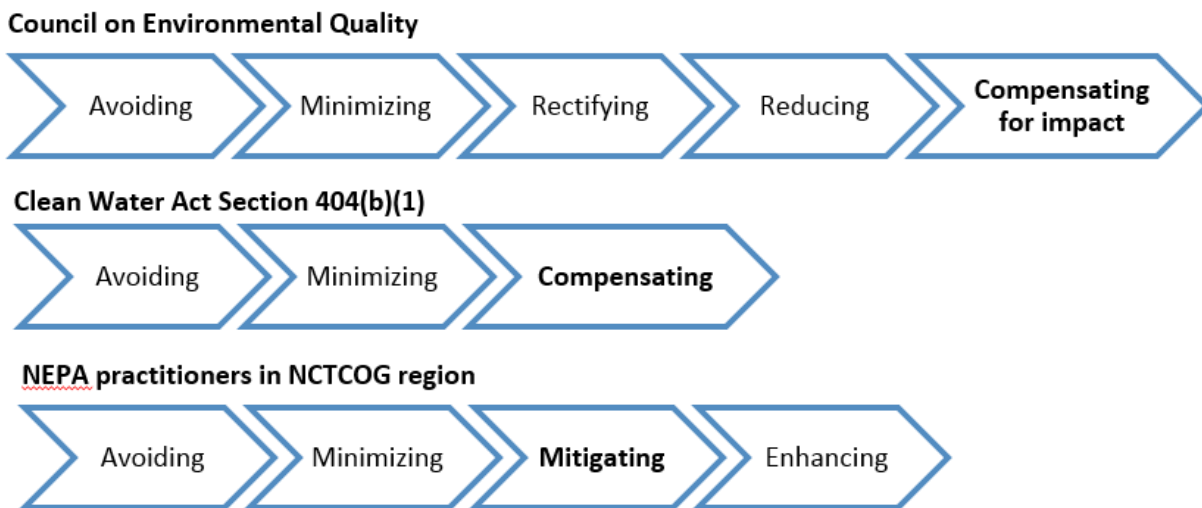 Council on Environmental Quality
Avoiding
Minimizing
Rectifying
Reducing
Compensating
for impact
Clean Water Act Section 404(b)(1)
Avoiding
Minimizing
Compensating
NEPA practitioners in NCTCOG region
Avoiding
Minimizing
Mitigating
Enhancing